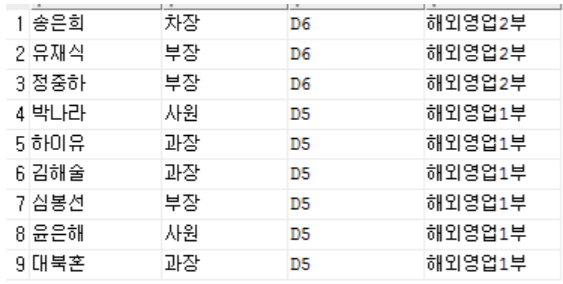 1 송은희 차장 D6 해외영업2부
2 유재식 부장 D6 해외영업2부
3 정중하 부장 D6 해외영업2부
4 박나라 사원 D5 해외영업1부
5 하이유 과장 D5 해외영업1부
6 김해술 과장 D5 해외영업1부
7 심봉선 부장 D5 해외영업1부
8 윤은해 사원 D5 해외영업1부
9 대북혼 과장 D5 해외영업1부